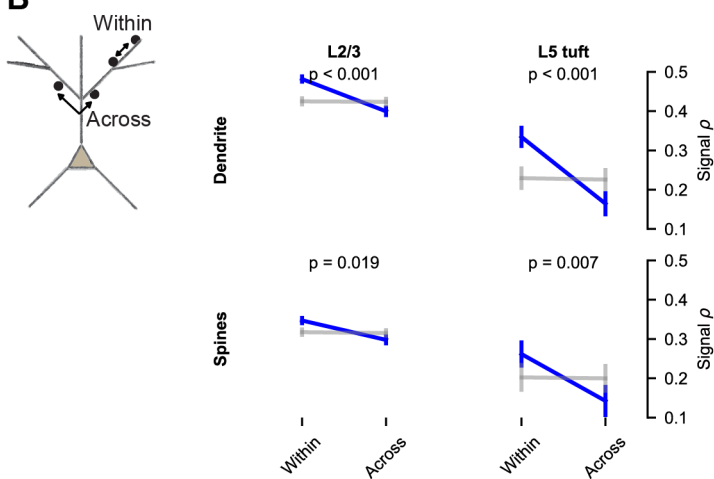 B
Within
Across
L2/3
L5 tuft
p < 0.001
p < 0.001
Dendrite
0.5
0.4
0.3
0.2
0.1
Signal ρ
p = 0.019
p = 0.007
Spines
0.5
0.4
0.3
0.2
0.1
Signal ρ
Within
Across
Within
Across